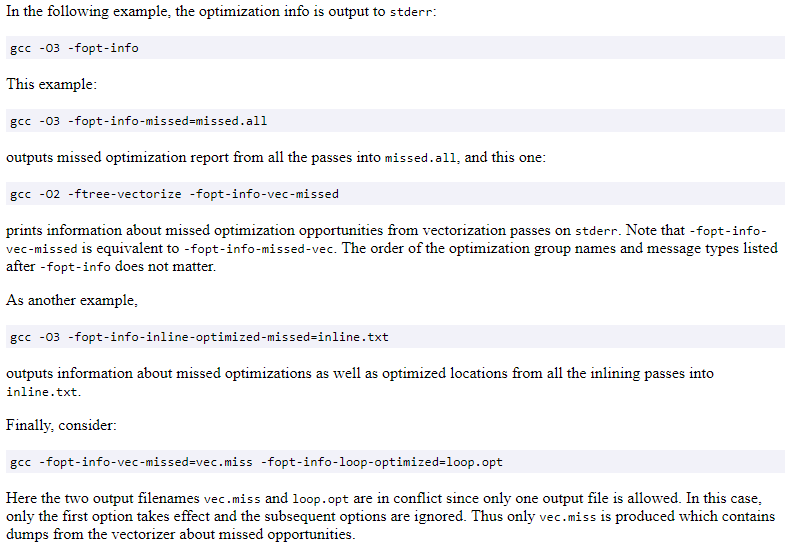 In the following example, the optimization info is output to stderr:
gcc -O3 -fopt-info
This example:
gcc -O3 -fopt-info-missed=missed.all
outputs missed optimization report from all the passes into missed.all, and this one:
gcc -O2 -ftree-vectorize -fopt-info-vec-missed
prints information about missed optimization opportunities from vectorization passes on stderr. Note that -fopt-info-
vec-missed is equivalent to -fopt-info-missed-vec. The order of the optimization group names and message types listed
after -fopt-info does not matter.
As another example,
gcc -O3 -fopt-info-inline-optimized-missed=inline.txt
outputs information about missed optimizations as well as optimized locations from all the inlining passes into
inline.txt.
Finally, consider:
gcc -fopt-info-vec-missed=vec.miss -fopt-info-loop-optimized=loop.opt
Here the two output filenames vec.miss and loop.opt are in conflict since only one output file is allowed. In this case,
only the first option takes effect and the subsequent options are ignored. Thus only vec.miss is produced which contains
dumps from the vectorizer about missed opportunities.